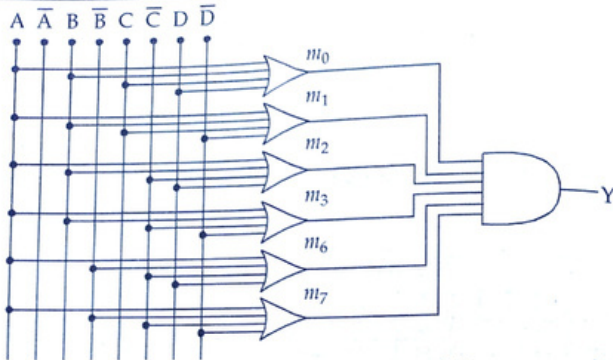 A A̅ B B̅ C C̅ D D̅
m₀
m₁
m₂
m₃
m₆
m₇
Y